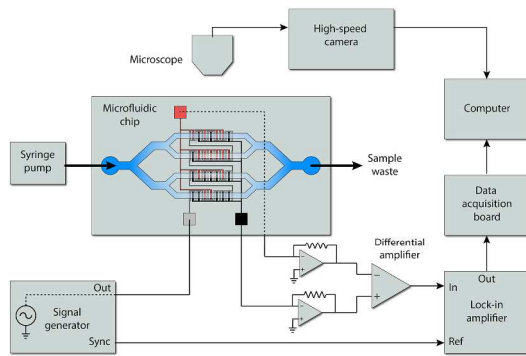 High-speed
camera
Microscope
Microfluidic
chip
Computer
Syringe
pump
Sample
waste
Data
acquisition
board
Differential
amplifier
Out
Signal
generator
Sync
−
+
−
+
In
Out
Lock-in
amplifier
Ref